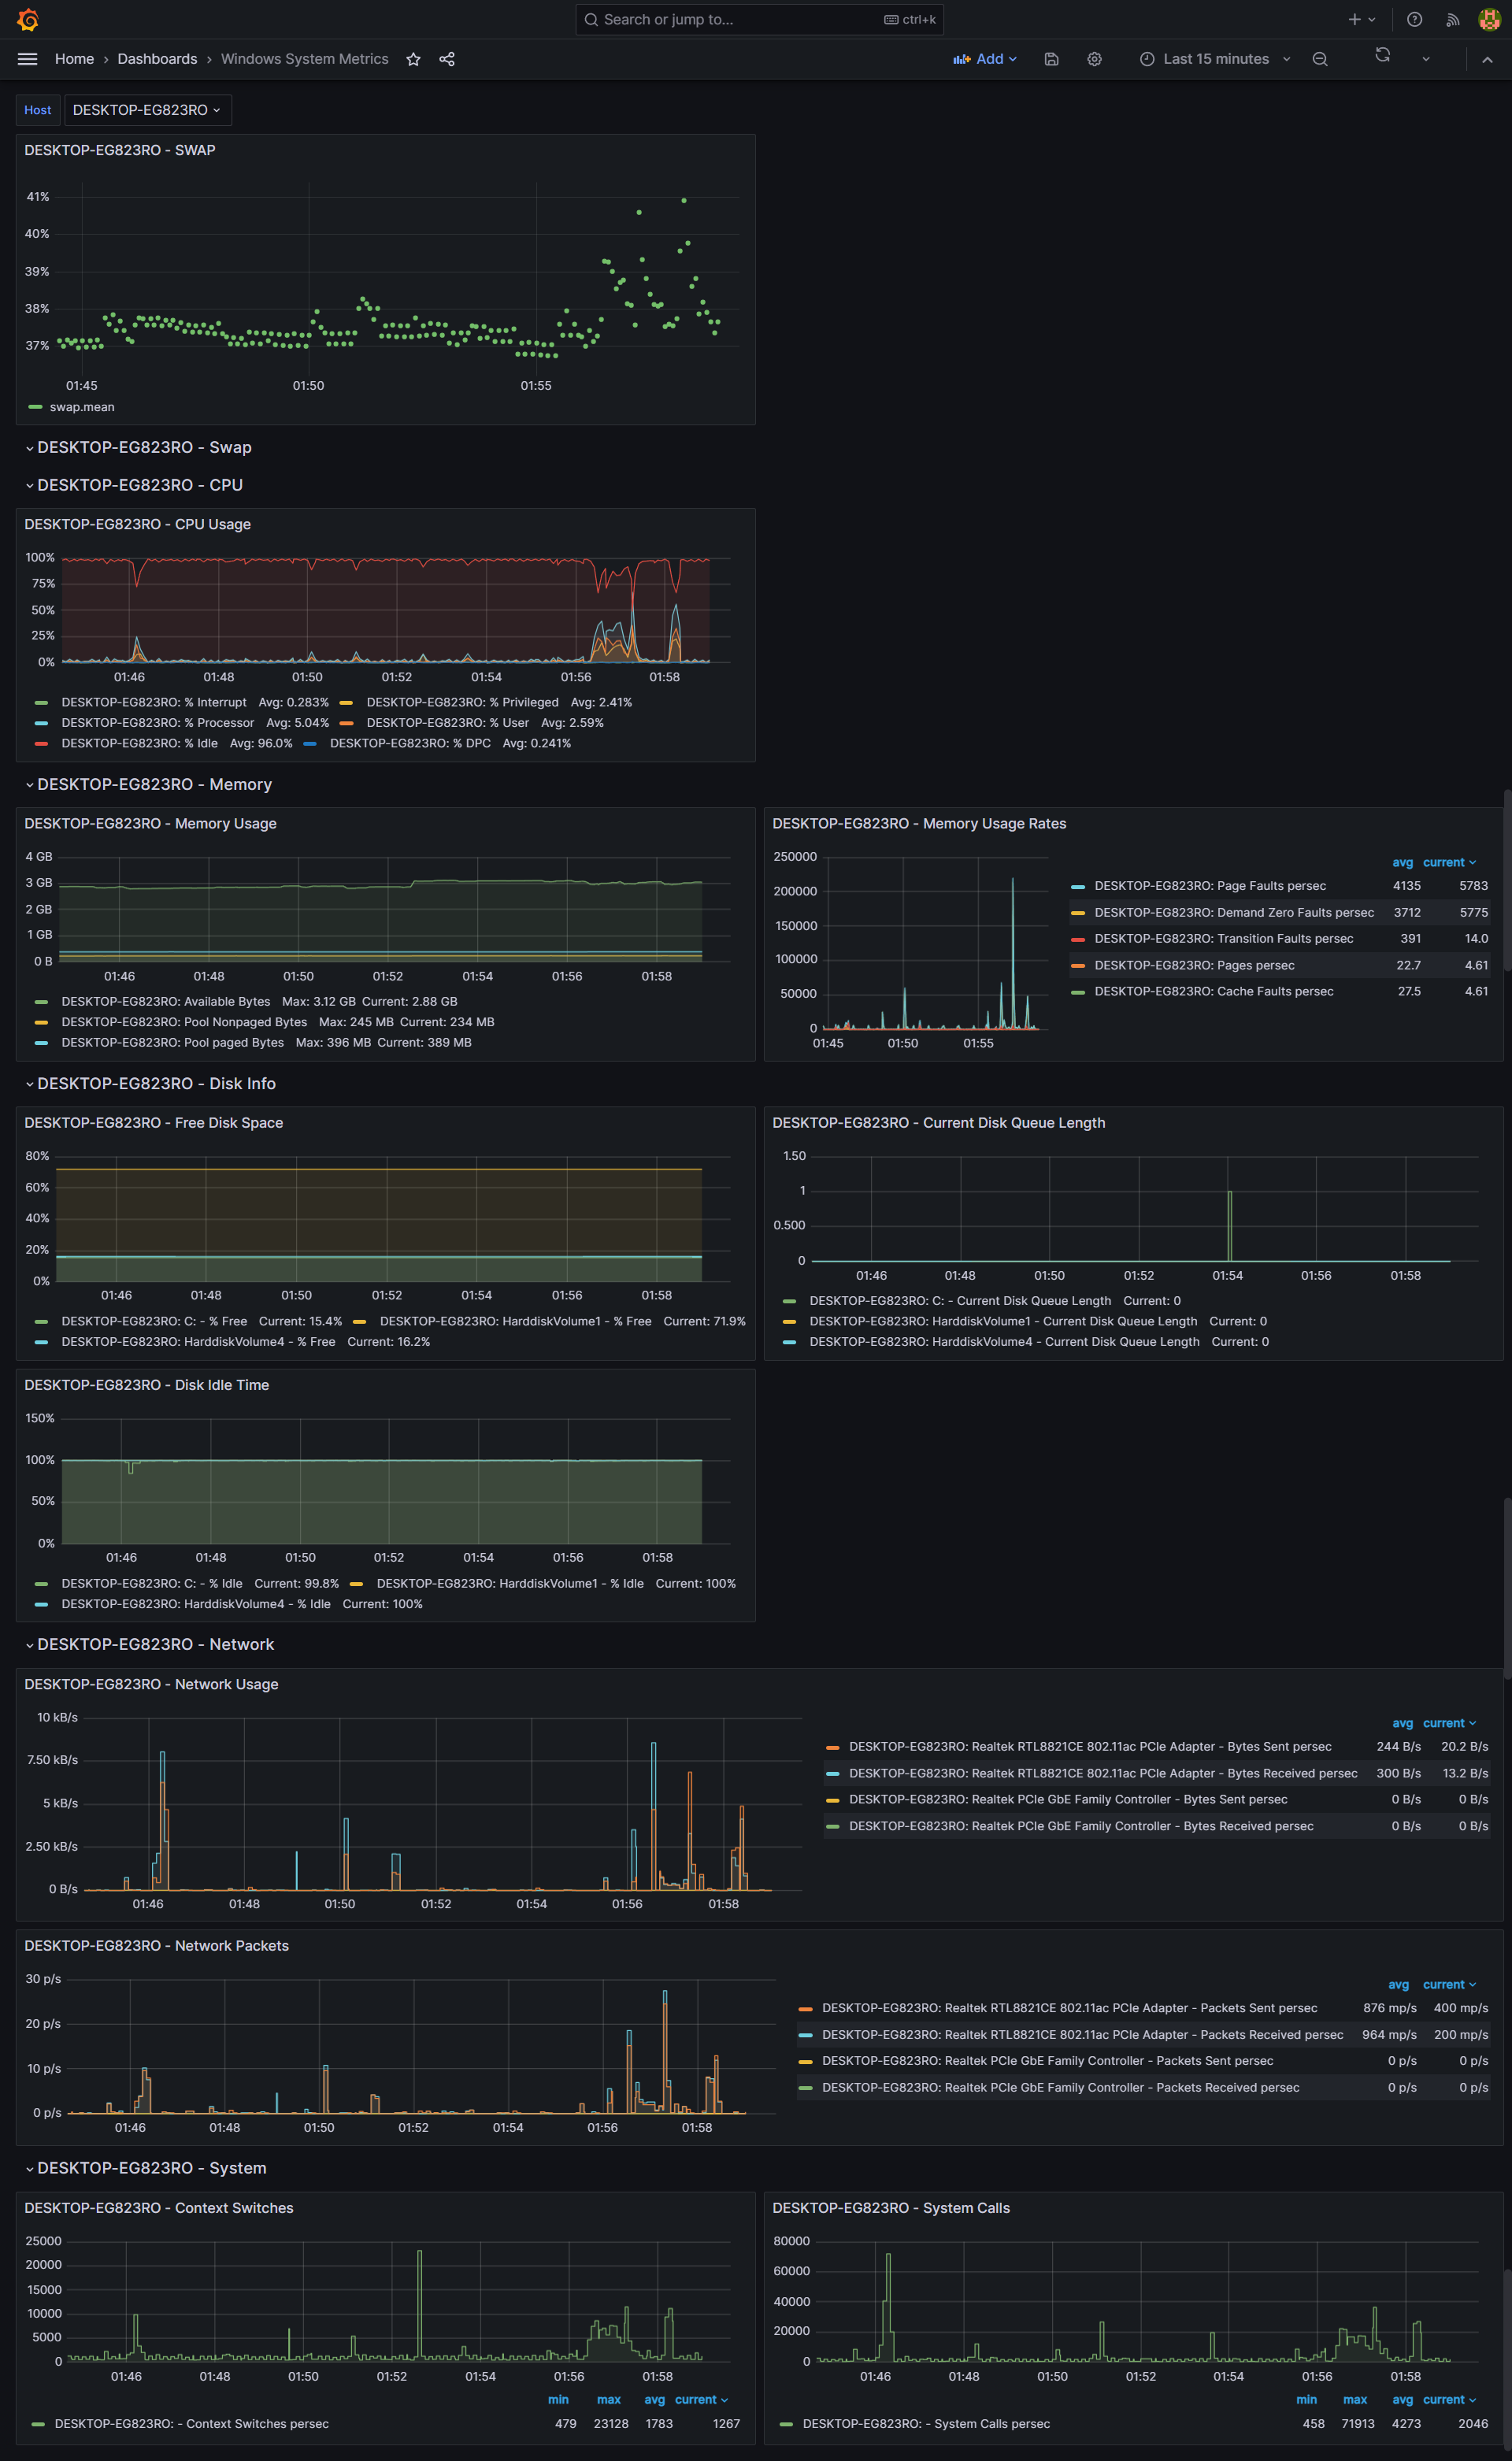 Search or jump to...
ctrl+k
Home › Dashboards › Windows System Metrics
Add
Last 15 minutes
Host
DESKTOP-EG823RO
DESKTOP-EG823RO - SWAP
41%
40%
39%
38%
37%
01:45 01:50 01:55
swap.mean
DESKTOP-EG823RO - Swap
DESKTOP-EG823RO - CPU
DESKTOP-EG823RO - CPU Usage
100%
75%
50%
25%
0%
01:46 01:48 01:50 01:52 01:54 01:56 01:58
DESKTOP-EG823RO: % Interrupt Avg: 0.283% DESKTOP-EG823RO: % Privileged Avg: 2.41%
DESKTOP-EG823RO: % Processor Avg: 5.04% DESKTOP-EG823RO: % User Avg: 2.59%
DESKTOP-EG823RO: % Idle Avg: 96.0% DESKTOP-EG823RO: % DPC Avg: 0.241%
DESKTOP-EG823RO - Memory
DESKTOP-EG823RO - Memory Usage
4 GB
3 GB
2 GB
1 GB
0 B
01:46 01:48 01:50 01:52 01:54 01:56 01:58
DESKTOP-EG823RO: Available Bytes Max: 3.12 GB Current: 2.88 GB
DESKTOP-EG823RO: Pool Nonpaged Bytes Max: 245 MB Current: 234 MB
DESKTOP-EG823RO: Pool paged Bytes Max: 396 MB Current: 389 MB
DESKTOP-EG823RO - Memory Usage Rates
250000
200000
150000
100000
50000
0
01:45 01:50 01:55
avg current
DESKTOP-EG823RO: Page Faults persec 4135 5783
DESKTOP-EG823RO: Demand Zero Faults persec 3712 5775
DESKTOP-EG823RO: Transition Faults persec 391 14.0
DESKTOP-EG823RO: Pages persec 22.7 4.61
DESKTOP-EG823RO: Cache Faults persec 27.5 4.61
DESKTOP-EG823RO - Disk Info
DESKTOP-EG823RO - Free Disk Space
80%
60%
40%
20%
0%
01:46 01:48 01:50 01:52 01:54 01:56 01:58
DESKTOP-EG823RO: C: - % Free Current: 15.4% DESKTOP-EG823RO: HarddiskVolume1 - % Free Current: 71.9%
DESKTOP-EG823RO: HarddiskVolume4 - % Free Current: 16.2%
DESKTOP-EG823RO - Current Disk Queue Length
1.50
1
0.500
0
01:46 01:48 01:50 01:52 01:54 01:56 01:58
DESKTOP-EG823RO: C: - Current Disk Queue Length Current: 0
DESKTOP-EG823RO: HarddiskVolume1 - Current Disk Queue Length Current: 0
DESKTOP-EG823RO: HarddiskVolume4 - Current Disk Queue Length Current: 0
DESKTOP-EG823RO - Disk Idle Time
150%
100%
50%
0%
01:46 01:48 01:50 01:52 01:54 01:56 01:58
DESKTOP-EG823RO: C: - % Idle Current: 99.8% DESKTOP-EG823RO: HarddiskVolume1 - % Idle Current: 100%
DESKTOP-EG823RO: HarddiskVolume4 - % Idle Current: 100%
DESKTOP-EG823RO - Network
DESKTOP-EG823RO - Network Usage
10 kB/s
7.50 kB/s
5 kB/s
2.50 kB/s
0 B/s
01:46 01:48 01:50 01:52 01:54 01:56 01:58
avg current
DESKTOP-EG823RO: Realtek RTL8821CE 802.11ac PCIe Adapter - Bytes Sent persec 244 B/s 20.2 B/s
DESKTOP-EG823RO: Realtek RTL8821CE 802.11ac PCIe Adapter - Bytes Received persec 300 B/s 13.2 B/s
DESKTOP-EG823RO: Realtek PCIe GbE Family Controller - Bytes Sent persec 0 B/s 0 B/s
DESKTOP-EG823RO: Realtek PCIe GbE Family Controller - Bytes Received persec 0 B/s 0 B/s
DESKTOP-EG823RO - Network Packets
30 p/s
20 p/s
10 p/s
0 p/s
01:46 01:48 01:50 01:52 01:54 01:56 01:58
avg current
DESKTOP-EG823RO: Realtek RTL8821CE 802.11ac PCIe Adapter - Packets Sent persec 876 mp/s 400 mp/s
DESKTOP-EG823RO: Realtek RTL8821CE 802.11ac PCIe Adapter - Packets Received persec 964 mp/s 200 mp/s
DESKTOP-EG823RO: Realtek PCIe GbE Family Controller - Packets Sent persec 0 p/s 0 p/s
DESKTOP-EG823RO: Realtek PCIe GbE Family Controller - Packets Received persec 0 p/s 0 p/s
DESKTOP-EG823RO - System
DESKTOP-EG823RO - Context Switches
25000
20000
15000
10000
5000
0
01:46 01:48 01:50 01:52 01:54 01:56 01:58
min max avg current
DESKTOP-EG823RO: - Context Switches persec 479 23128 1783 1267
DESKTOP-EG823RO - System Calls
80000
60000
40000
20000
0
01:46 01:48 01:50 01:52 01:54 01:56 01:58
min max avg current
DESKTOP-EG823RO: - System Calls persec 458 71913 4273 2046